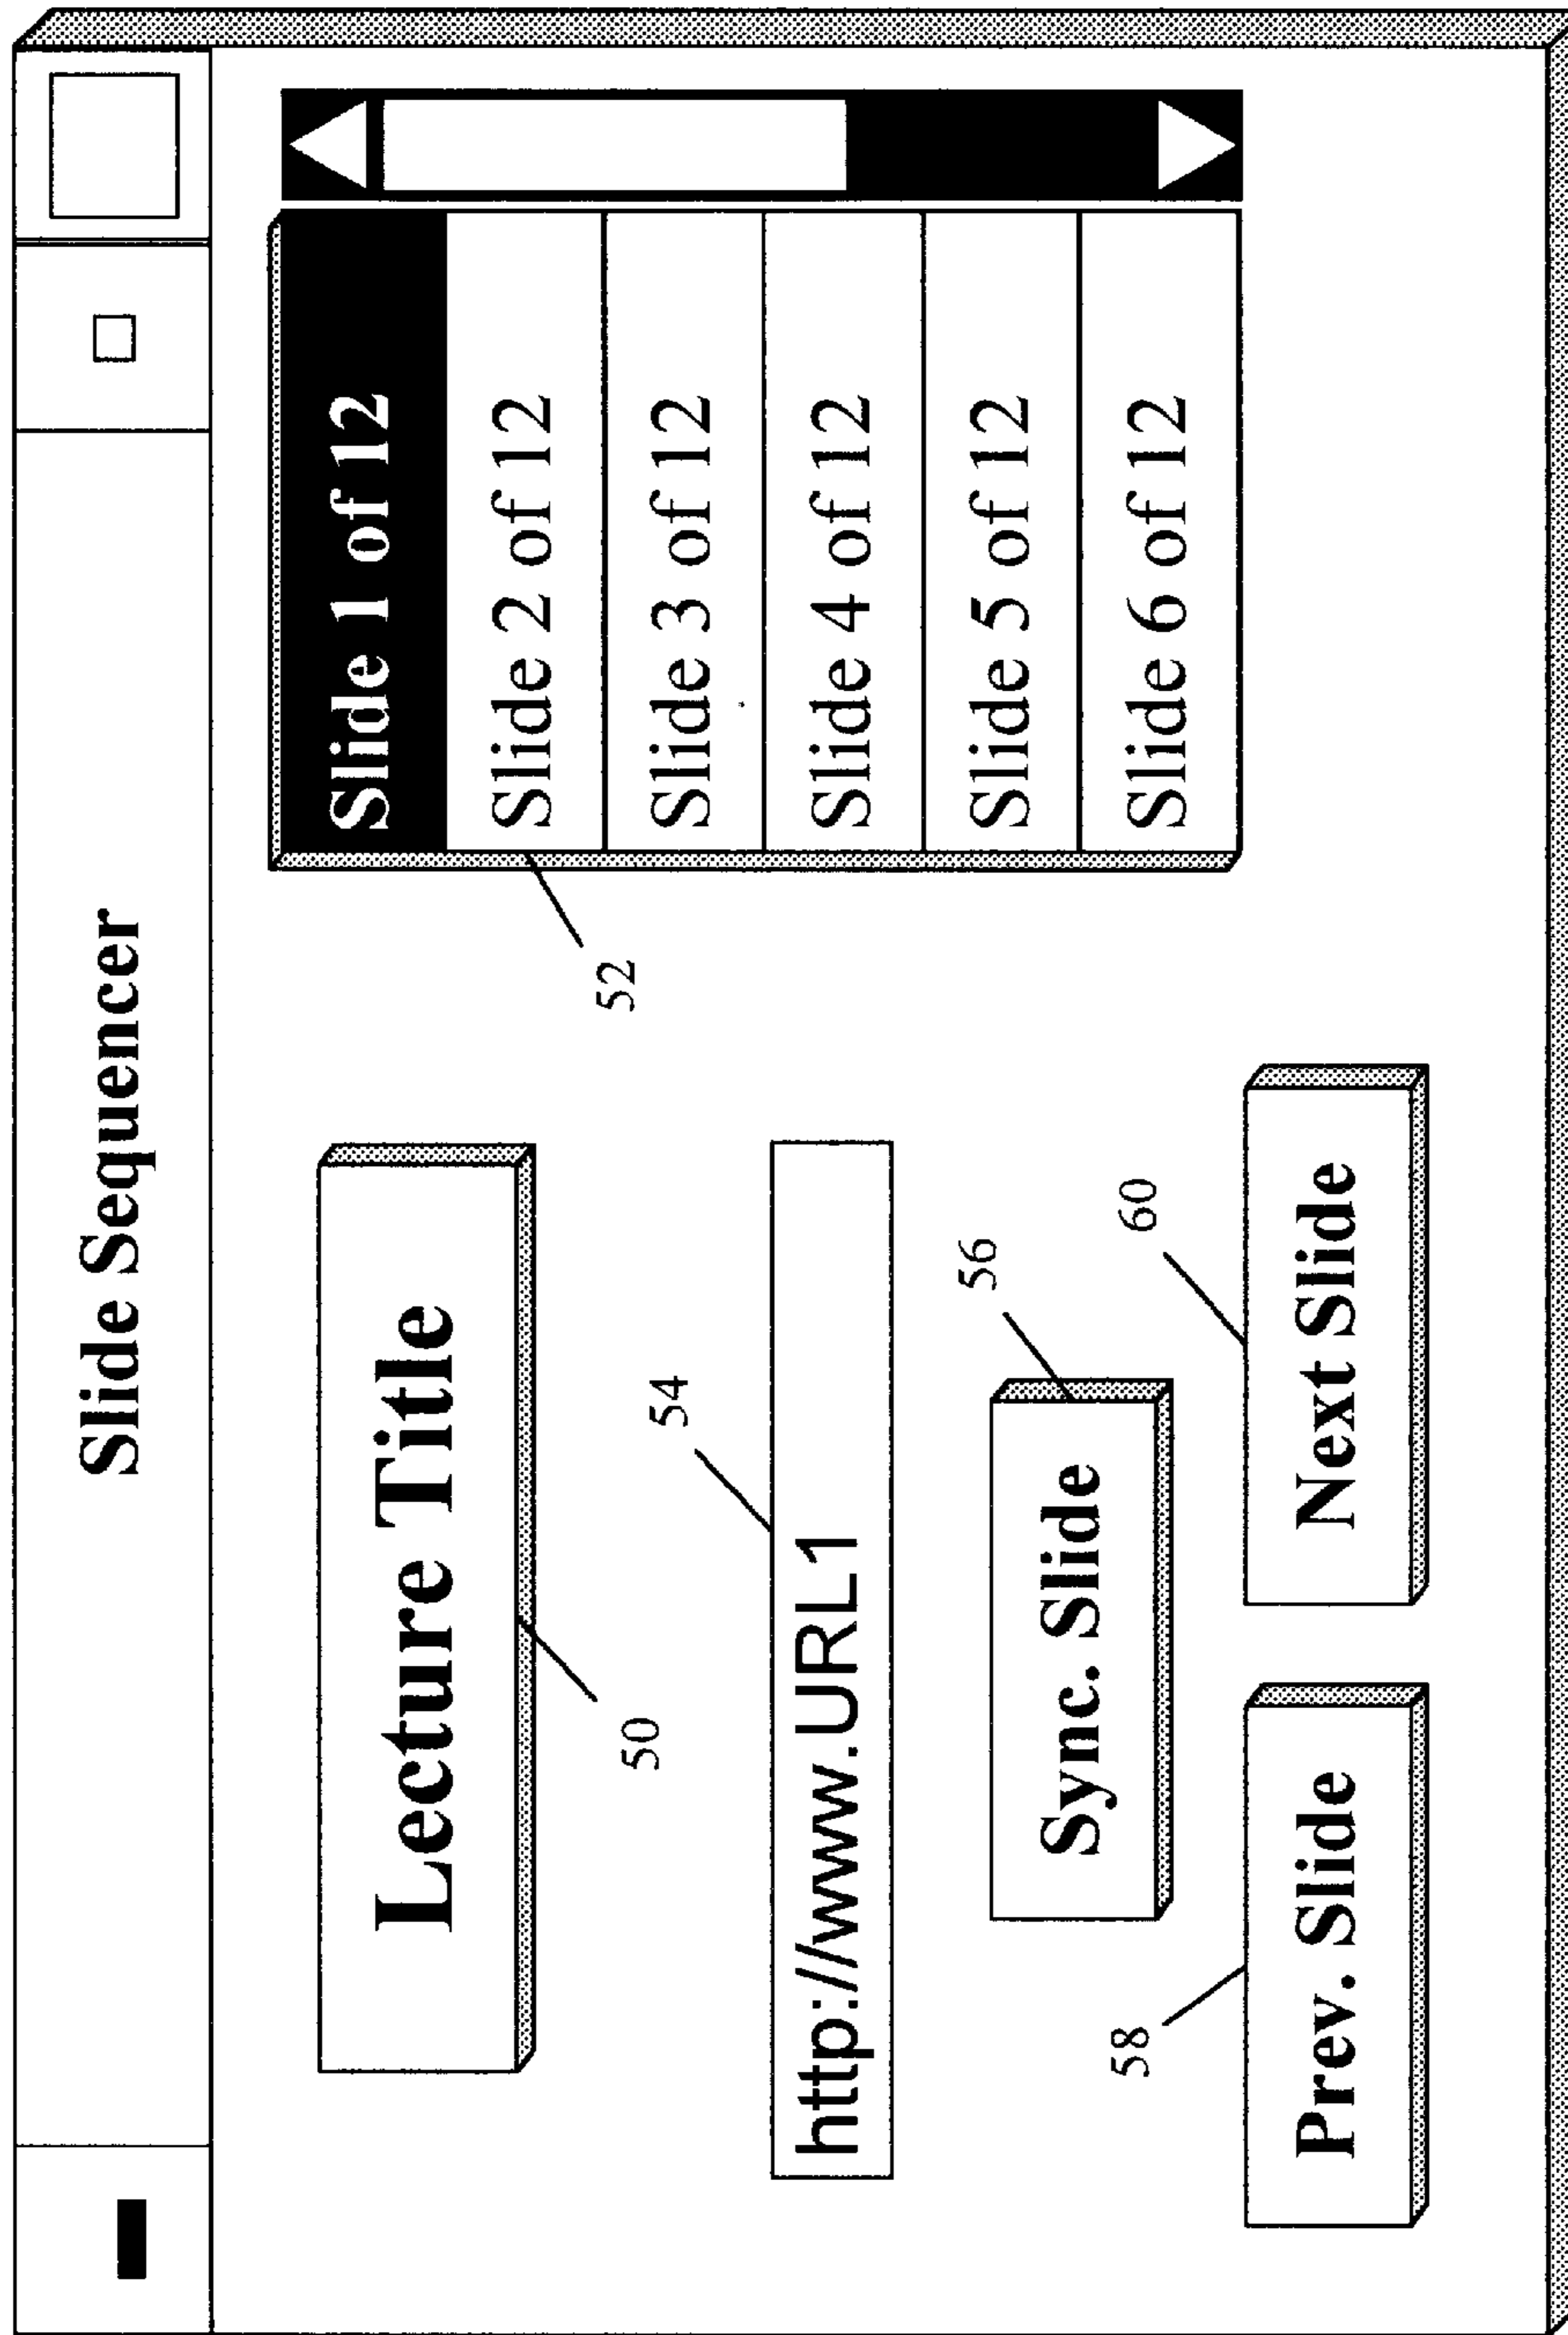 Slide Sequencer
Lecture Title
50
http://www.URL1
54
Sync. Slide
56
Prev. Slide
58
Next Slide
60
Slide 1 of 12
Slide 2 of 12
Slide 3 of 12
Slide 4 of 12
Slide 5 of 12
Slide 6 of 12
52